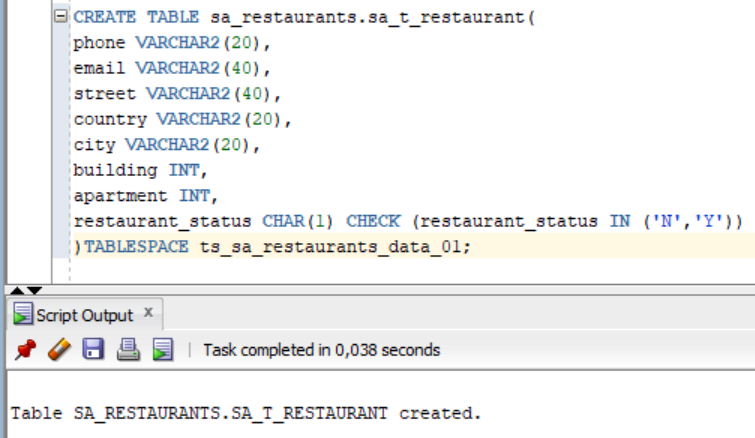 CREATE TABLE sa_restaurants.sa_t_restaurant(
phone VARCHAR2(20),
email VARCHAR2(40),
street VARCHAR2(40),
country VARCHAR2(20),
city VARCHAR2(20),
building INT,
apartment INT,
restaurant_status CHAR(1) CHECK (restaurant_status IN ('N','Y'))
)TABLESPACE ts_sa_restaurants_data_01;
Script Output x
Task completed in 0,038 seconds
Table SA_RESTAURANTS.SA_T_RESTAURANT created.